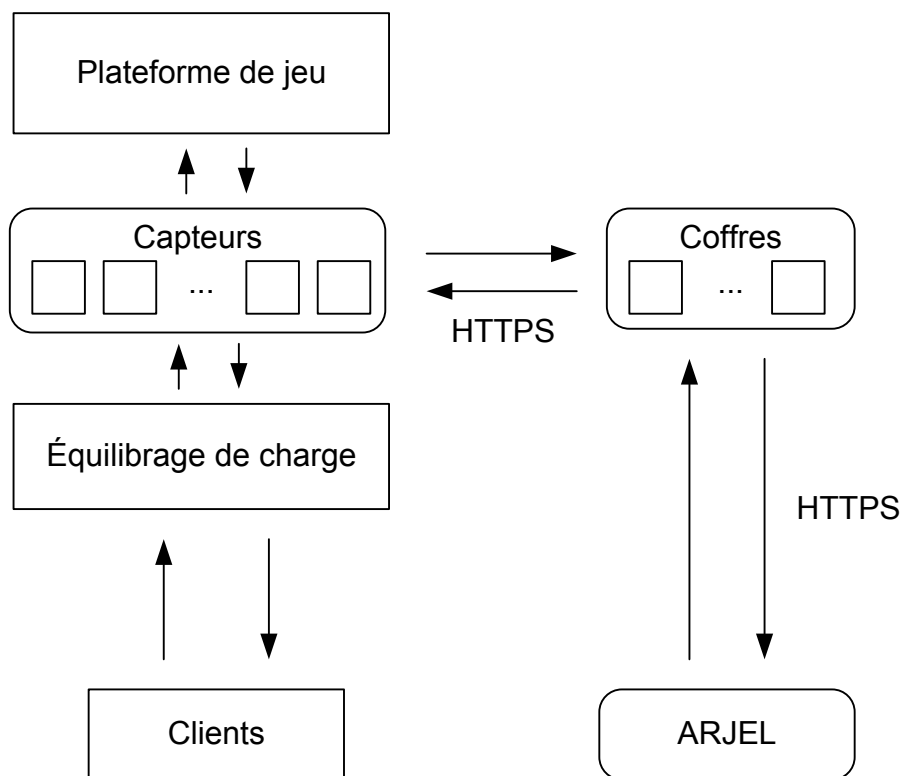 Plateforme de jeu
Capteurs
...
Coffres
...
HTTPS
Équilibrage de charge
HTTPS
Clients
ARJEL